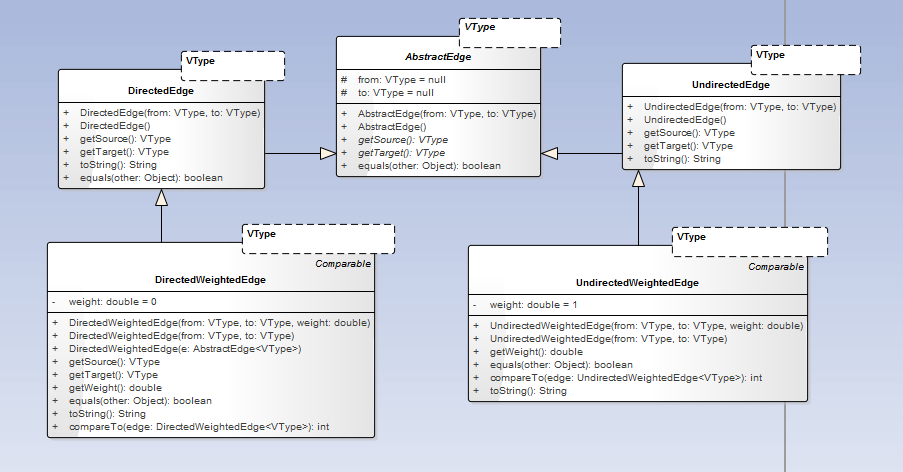 VType
DirectedEdge
+ DirectedEdge(from: VType, to: VType)
+ DirectedEdge()
+ getSource(): VType
+ getTarget(): VType
+ toString(): String
+ equals(other: Object): boolean
VType
AbstractEdge
# from: VType = null
# to: VType = null
+ AbstractEdge(from: VType, to: VType)
+ AbstractEdge()
+ getSource(): VType
+ getTarget(): VType
+ equals(other: Object): boolean
VType
UndirectedEdge
+ UndirectedEdge(from: VType, to: VType)
+ UndirectedEdge()
+ getSource(): VType
+ getTarget(): VType
+ toString(): String
VType
Comparable
DirectedWeightedEdge
- weight: double = 0
+ DirectedWeightedEdge(from: VType, to: VType, weight: double)
+ DirectedWeightedEdge(from: VType, to: VType)
+ DirectedWeightedEdge(e: AbstractEdge<VType>)
+ getSource(): VType
+ getTarget(): VType
+ getWeight(): double
+ equals(other: Object): boolean
+ toString(): String
+ compareTo(edge: DirectedWeightedEdge<VType>): int
VType
Comparable
UndirectedWeightedEdge
- weight: double = 1
+ UndirectedWeightedEdge(from: VType, to: VType, weight: double)
+ UndirectedWeightedEdge(from: VType, to: VType)
+ getWeight(): double
+ equals(other: Object): boolean
+ compareTo(edge: UndirectedWeightedEdge<VType>): int
+ toString(): String